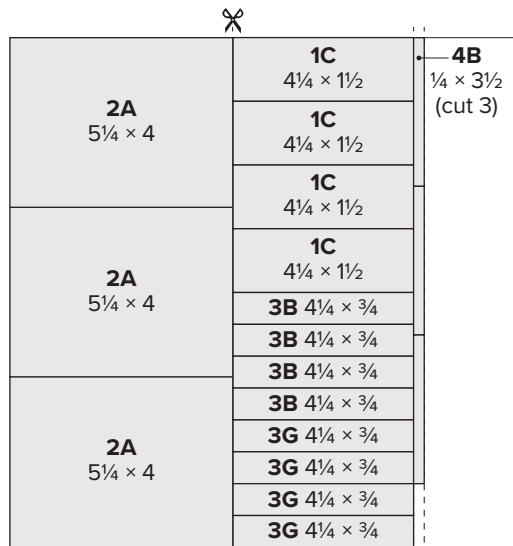 2A
5¼ × 4
2A
5¼ × 4
2A
5¼ × 4
1C
4¼ × 1½
1C
4¼ × 1½
1C
4¼ × 1½
1C
4¼ × 1½
3B 4¼ × ¾
3B 4¼ × ¾
3B 4¼ × ¾
3B 4¼ × ¾
3G 4¼ × ¾
3G 4¼ × ¾
3G 4¼ × ¾
3G 4¼ × ¾
4B
¼ × 3½
(cut 3)